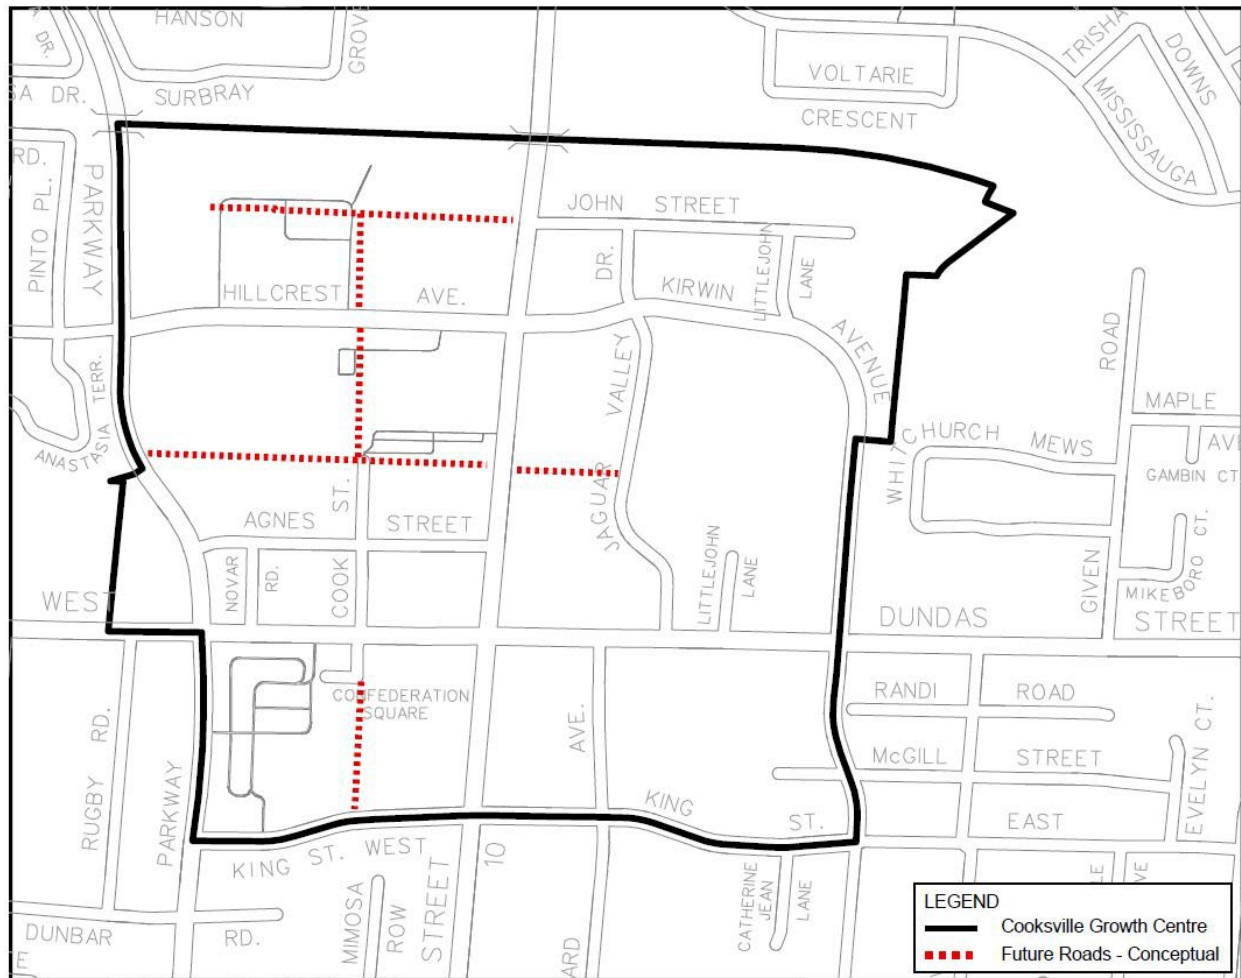 HANSON
GROVE
DR.
TRISHA
DOWNS
VOLTARIE
SURBRAY
DR.
MISSISSAUGA
CRESCENT
RD.
PINTO PL.
PARKWAY
JOHN STREET
LITTLEJOHN
LANE
DR.
KIRWIN
HILLCREST AVE.
AVENUE
ROAD
VALLEY
TERR.
ANASTASIA
MAPLE
AVE
WHITCHURCH MEWS
GAMBIN CT
JAGUAR
AGNES STREET
ST.
COOK
NOVAR
RD.
LITTLEJOHN
LANE
GIVEN
MIKEBORO CT.
WEST
DUNDAS
STREET
CONFEDERATION
SQUARE
RANDI ROAD
AVE.
RUGBY RD.
PARKWAY
McGILL STREET
EVELYN CT.
KING ST.
EAST
KING ST. WEST
10
STREET
MIMOSA
ROW
CATHERINE
JEAN
LANE
DUNBAR RD.
ARD
LEGEND
Cooksville Growth Centre
Future Roads - Conceptual